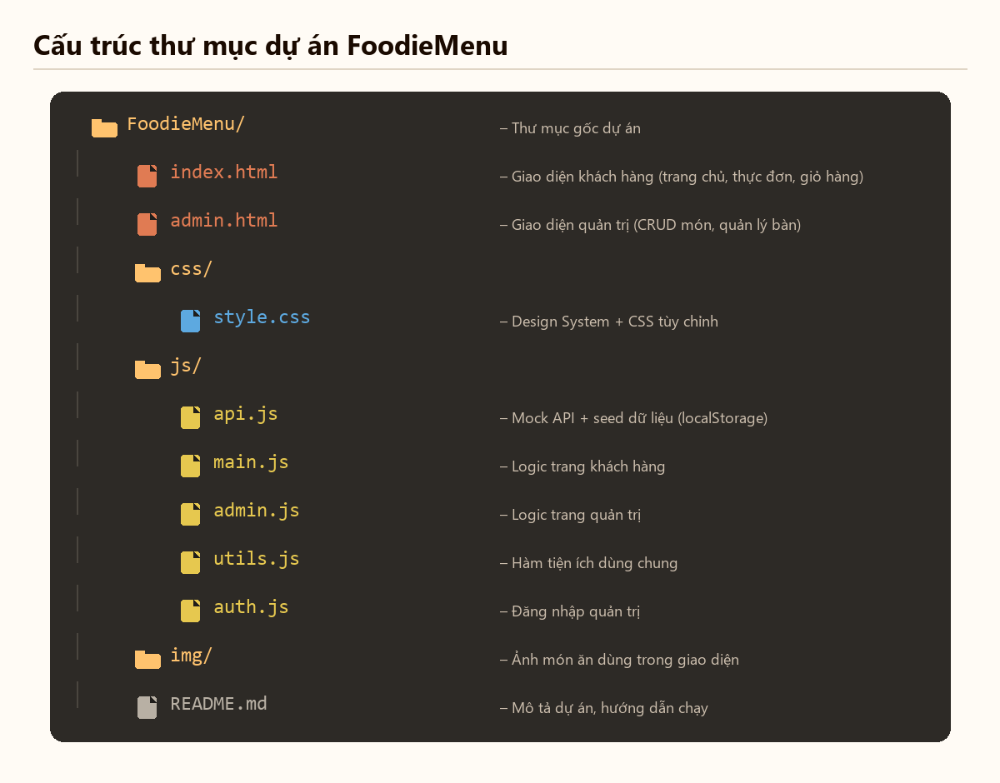 Cấu trúc thư mục dự án FoodieMenu
FoodieMenu/ – Thư mục gốc dự án
index.html – Giao diện khách hàng (trang chủ, thực đơn, giỏ hàng)
admin.html – Giao diện quản trị (CRUD món, quản lý bàn)
css/
style.css – Design System + CSS tùy chỉnh
js/
api.js – Mock API + seed dữ liệu (localStorage)
main.js – Logic trang khách hàng
admin.js – Logic trang quản trị
utils.js – Hàm tiện ích dùng chung
auth.js – Đăng nhập quản trị
img/ – Ảnh món ăn dùng trong giao diện
README.md – Mô tả dự án, hướng dẫn chạy